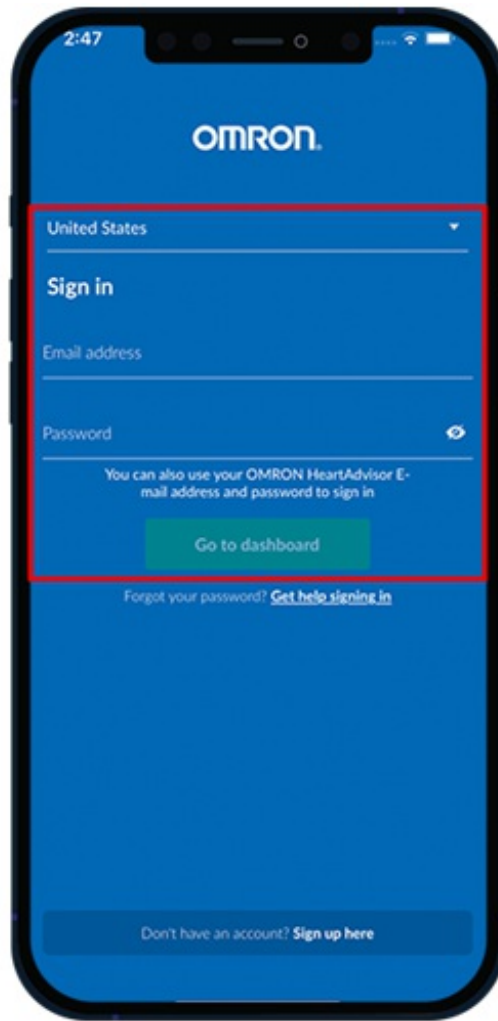 2:47
OMRON
United States
Sign in
Email address
Password
You can also use your OMRON HeartAdvisor E-
mail address and password to sign in
Go to dashboard
Forgot your password? Get help signing in
Don't have an account? Sign up here